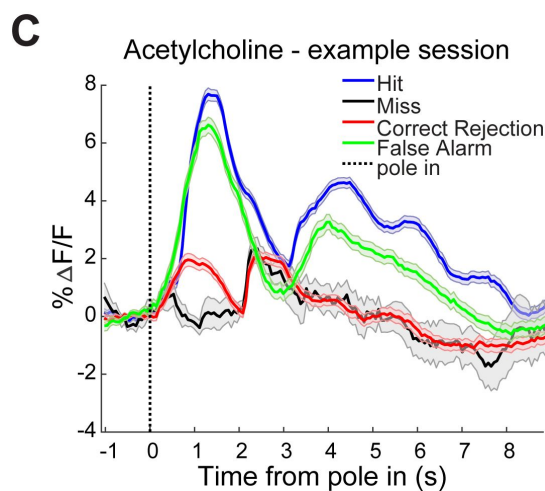 C
Acetylcholine - example session
Hit
Miss
Correct Rejection
False Alarm
pole in
% ΔF/F
8
6
4
2
0
-2
-4
-1 0 1 2 3 4 5 6 7 8
Time from pole in (s)